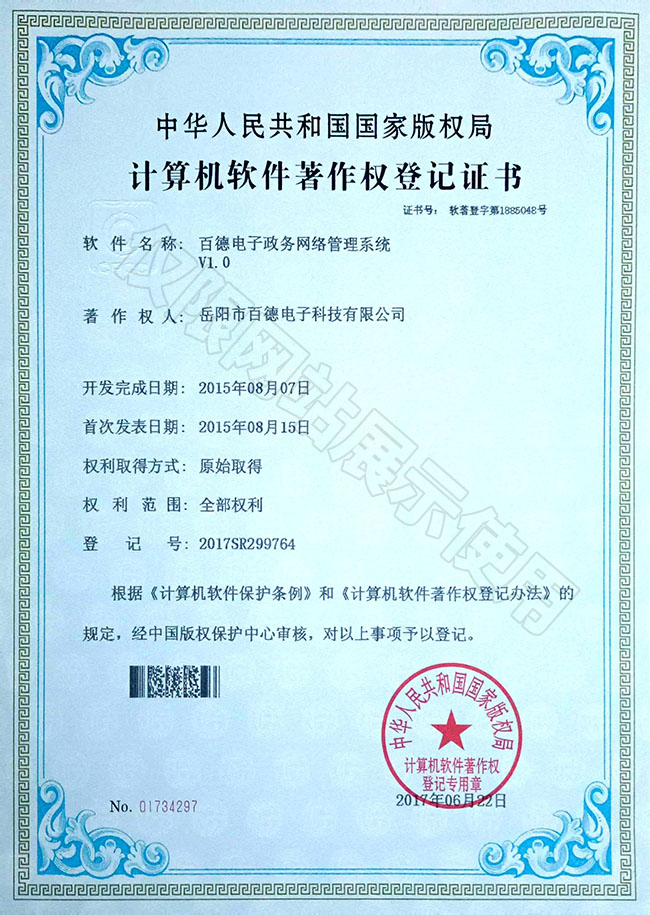 中华人民共和国国家版权局
计算机软件著作权登记证书
证书号： 软著登字第1885048号
软件名称： 百德电子政务网络管理系统
V1.0
著作权人： 岳阳市百德电子科技有限公司
开发完成日期： 2015年08月07日
首次发表日期： 2015年08月15日
权利取得方式： 原始取得
权利范围： 全部权利
登记号： 2017SR299764
根据《计算机软件保护条例》和《计算机软件著作权登记办法》的
规定，经中国版权保护中心审核，对以上事项予以登记。
仅限网站展示使用
中华人民共和国国家版权局
计算机软件著作权
登记专用章
No. 01734297
2017年06月22日